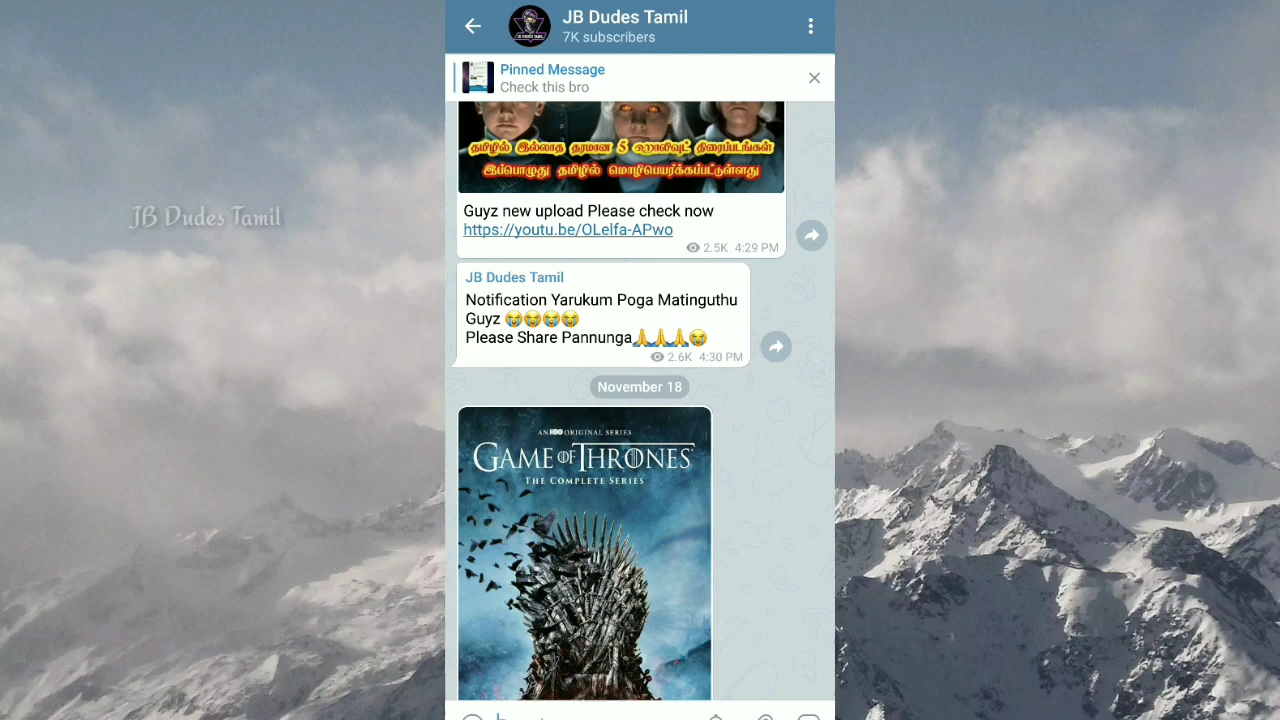 JB Dudes Tamil
7K subscribers
Pinned Message
Check this bro
தமிழில் இல்லாத தரமான 5 ஹாலிவுட் திரைப்படங்கள்
இப்பொழுது தமிழில் மொழிபெயர்க்கப்பட்டுள்ளது
Guyz new upload Please check now
https://youtu.be/OLelfa-APwo
2.5K 4:29 PM
JB Dudes Tamil
JB Dudes Tamil
Notification Yarukum Poga Matinguthu
Guyz 😭😭😭😭
Please Share Pannunga🙏🙏🙏😭
2.6K 4:30 PM
November 18
AN HBO ORIGINAL SERIES
GAME OF THRONES
THE COMPLETE SERIES